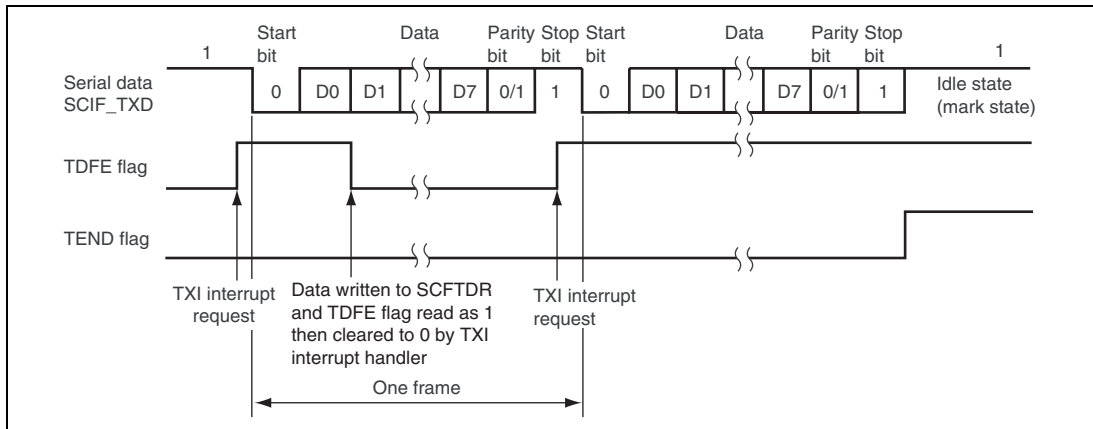 Start bit Data Parity bit Stop bit Start bit Data Parity bit Stop bit
1 1
Serial data SCIF_TXD 0 D0 D1 D7 0/1 1 0 D0 D1 D7 0/1 1 Idle state (mark state)
TDFE flag
TEND flag
TXI interrupt
request
Data written to SCFTDR
and TDFE flag read as 1
then cleared to 0 by TXI
interrupt handler
TXI interrupt
request
One frame